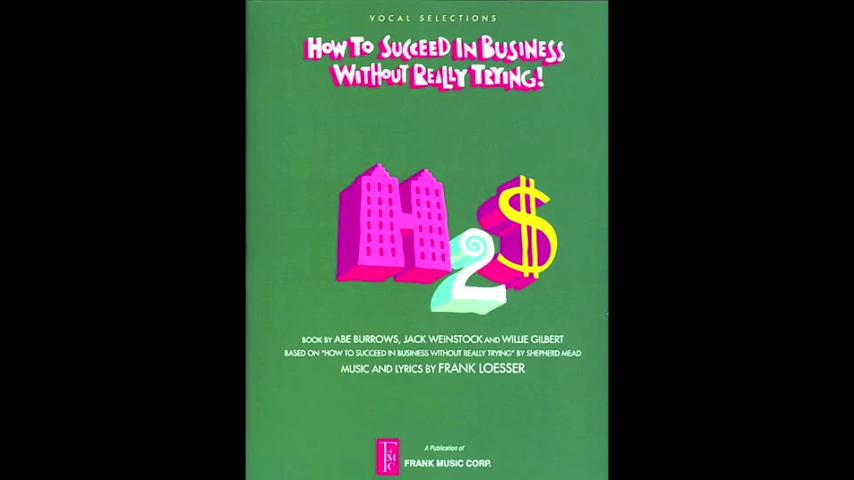 VOCAL SELECTIONS
HOW TO SUCCEED IN BUSINESS
WITHOUT REALLY TRYING!
H2$
BOOK BY ABE BURROWS, JACK WEINSTOCK AND WILLIE GILBERT
BASED ON "HOW TO SUCCEED IN BUSINESS WITHOUT REALLY TRYING" BY SHEPHERD MEAD
MUSIC AND LYRICS BY FRANK LOESSER
A Publication of
FMC FRANK MUSIC CORP.